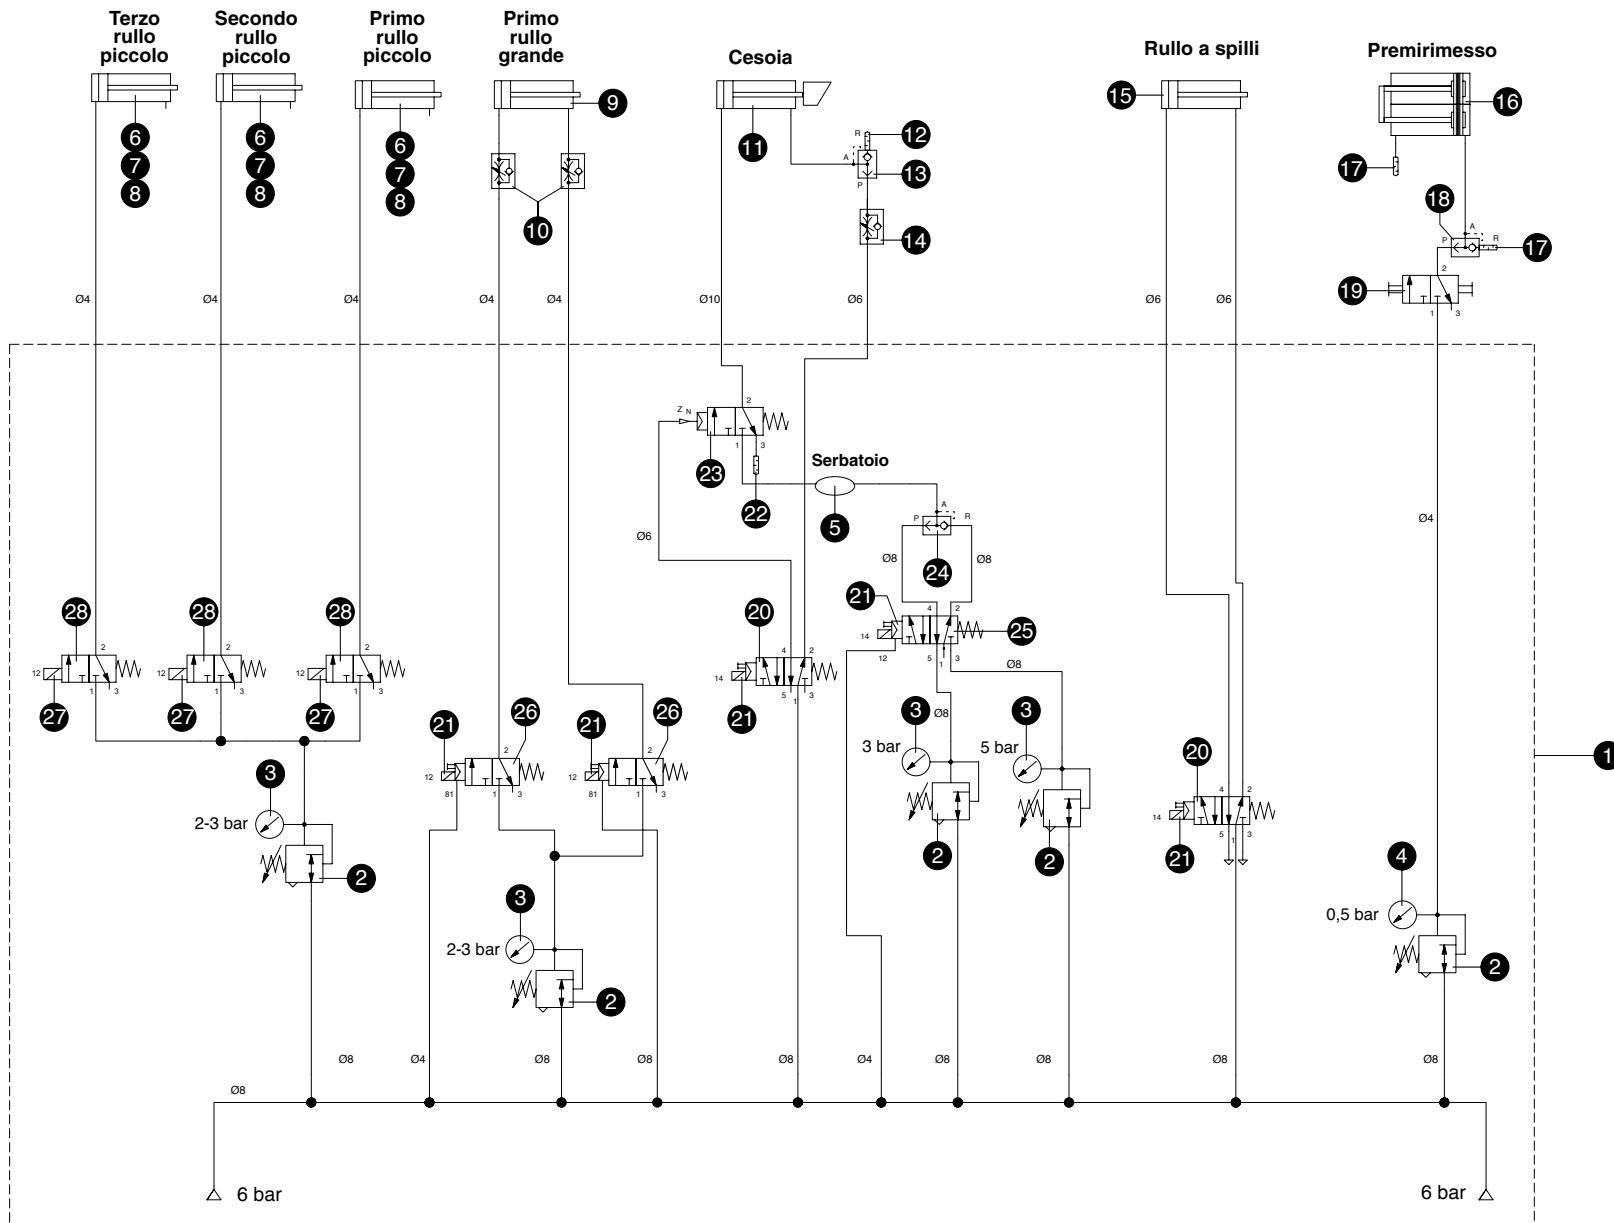 Terzo
rullo
piccolo
Secondo
rullo
piccolo
Primo
rullo
piccolo
Primo
rullo
grande
Cesoia
Rullo a spilli
Premirimesso
6
7
8
6
7
8
6
7
8
9
10
11
R
12
A
13
P
14
15
16
17
18
A
P
R
17
2
19
1
3
Ø4
Ø4
Ø4
Ø4
Ø4
Ø10
Ø6
Ø6
Ø6
Z
N
2
1
3
23
22
Serbatoio
5
A
P
R
Ø8
24
Ø8
Ø6
Ø4
28
28
28
20
21
25
12
2
1
3
12
2
1
3
12
2
1
3
27
27
27
14
4
2
5
1
3
21
14
12
4
2
5
1
3
Ø8
Ø8
21
26
21
26
12
81
2
1
3
12
81
2
1
3
3
3 bar
3
5 bar
2
2
20
14
4
2
5
1
3
21
1
3
2-3 bar
2
3
2-3 bar
2
4
0,5 bar
2
Ø8
Ø4
Ø8
Ø8
Ø8
Ø4
Ø8
Ø8
Ø8
Ø8
Ø8
6 bar
6 bar